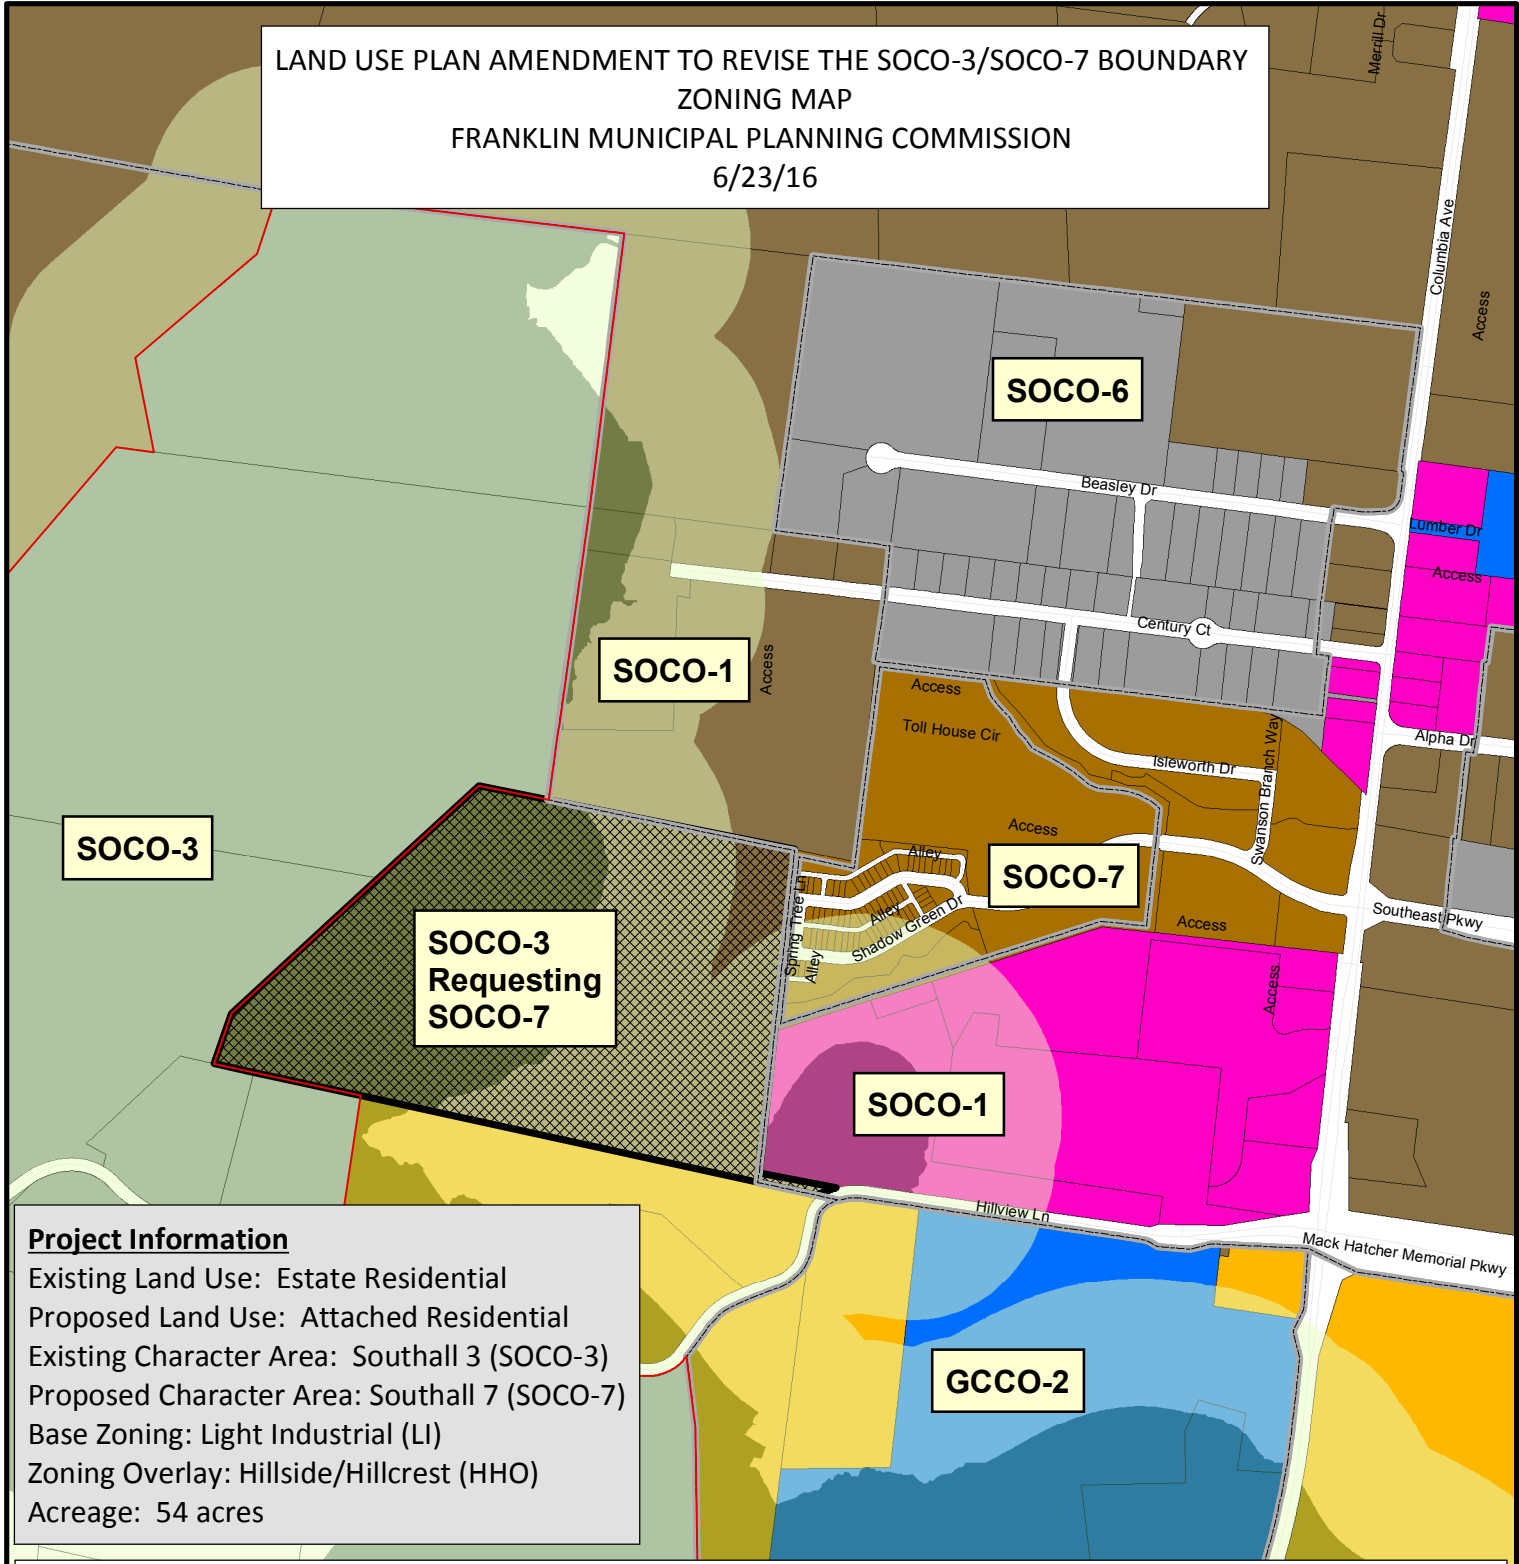 LAND USE PLAN AMENDMENT TO REVISE THE SOCO-3/SOCO-7 BOUNDARY
ZONING MAP
FRANKLIN MUNICIPAL PLANNING COMMISSION
6/23/16
Merrill Dr
Columbia Ave
Access
SOCO-6
Beasley Dr
Lumber Dr
Access
Century Ct
SOCO-1
Access
Access
Toll House Cir
Isleworth Dr
Swanson Branch Way
Alpha Dr
SOCO-3
Access
Alley
SOCO-7
Spring Tree Ln
Alley
Shadow Green Dr
Alley
Access
Southeast Pkwy
SOCO-3
Requesting
SOCO-7
Access
SOCO-1
Hillview Ln
Mack Hatcher Memorial Pkwy
GCCO-2
Project Information
Existing Land Use: Estate Residential
Proposed Land Use: Attached Residential
Existing Character Area: Southall 3 (SOCO-3)
Proposed Character Area: Southall 7 (SOCO-7)
Base Zoning: Light Industrial (LI)
Zoning Overlay: Hillside/Hillcrest (HHO)
Acreage: 54 acres